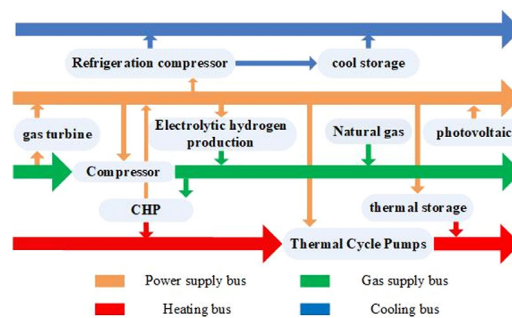 Refrigeration compressor
cool storage
gas turbine
Electrolytic hydrogen
production
Natural gas
photovoltaic
Compressor
CHP
thermal storage
Thermal Cycle Pumps
Power supply bus
Gas supply bus
Heating bus
Cooling bus